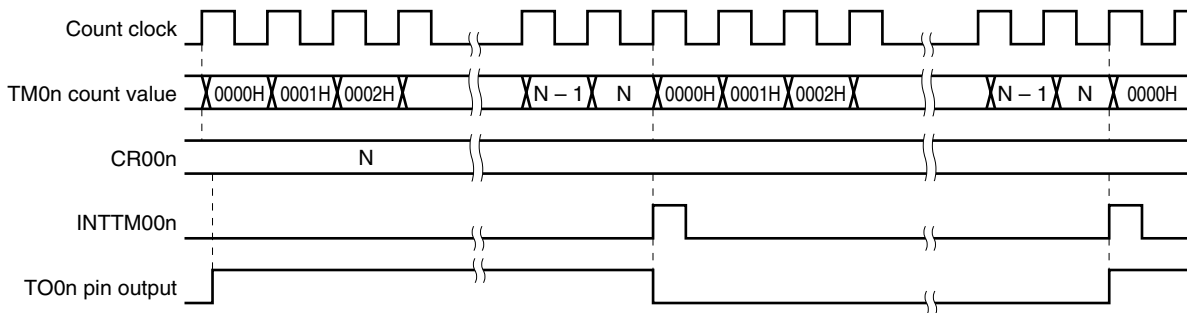 Count clock
TM0n count value 0000H 0001H 0002H N – 1 N 0000H 0001H 0002H N – 1 N 0000H
CR00n N
INTTM00n
TO0n pin output